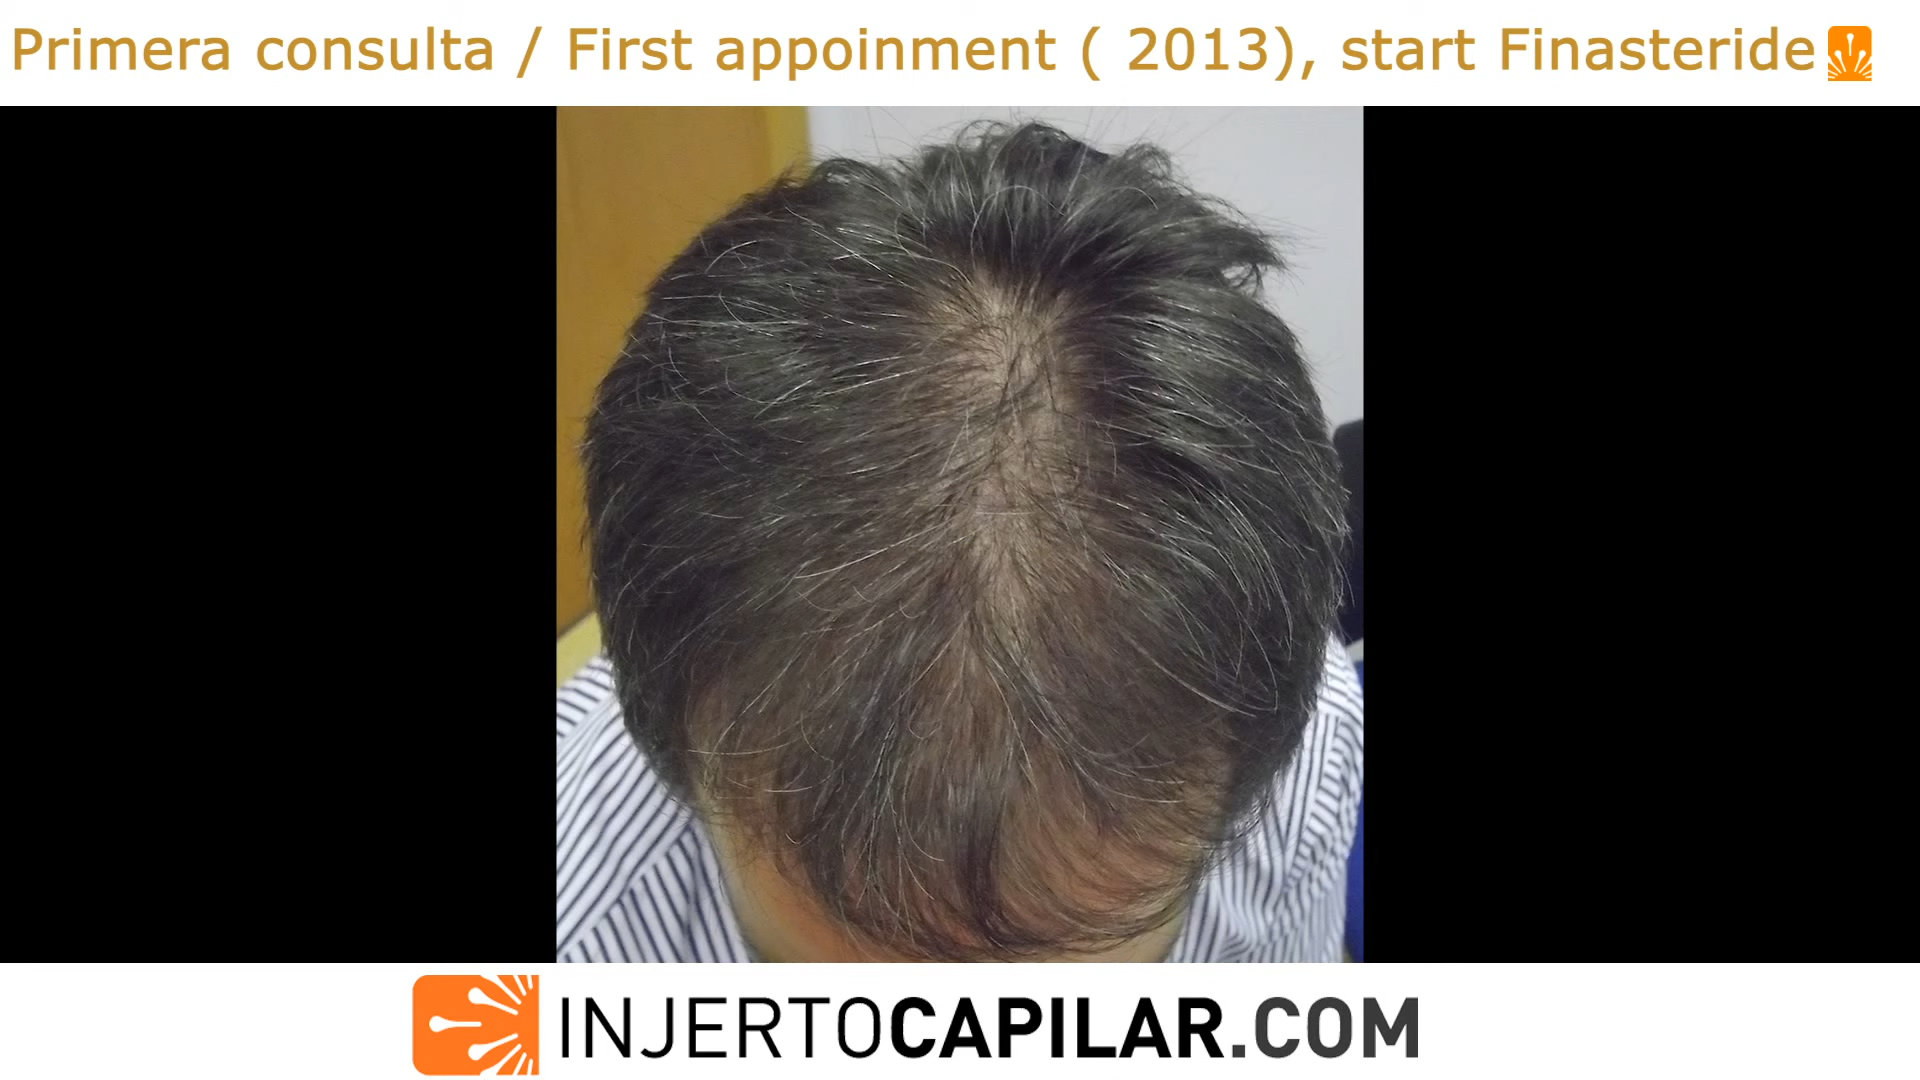 Primera consulta / First appoinment ( 2013), start Finasteride
INJERTOCAPILAR.COM